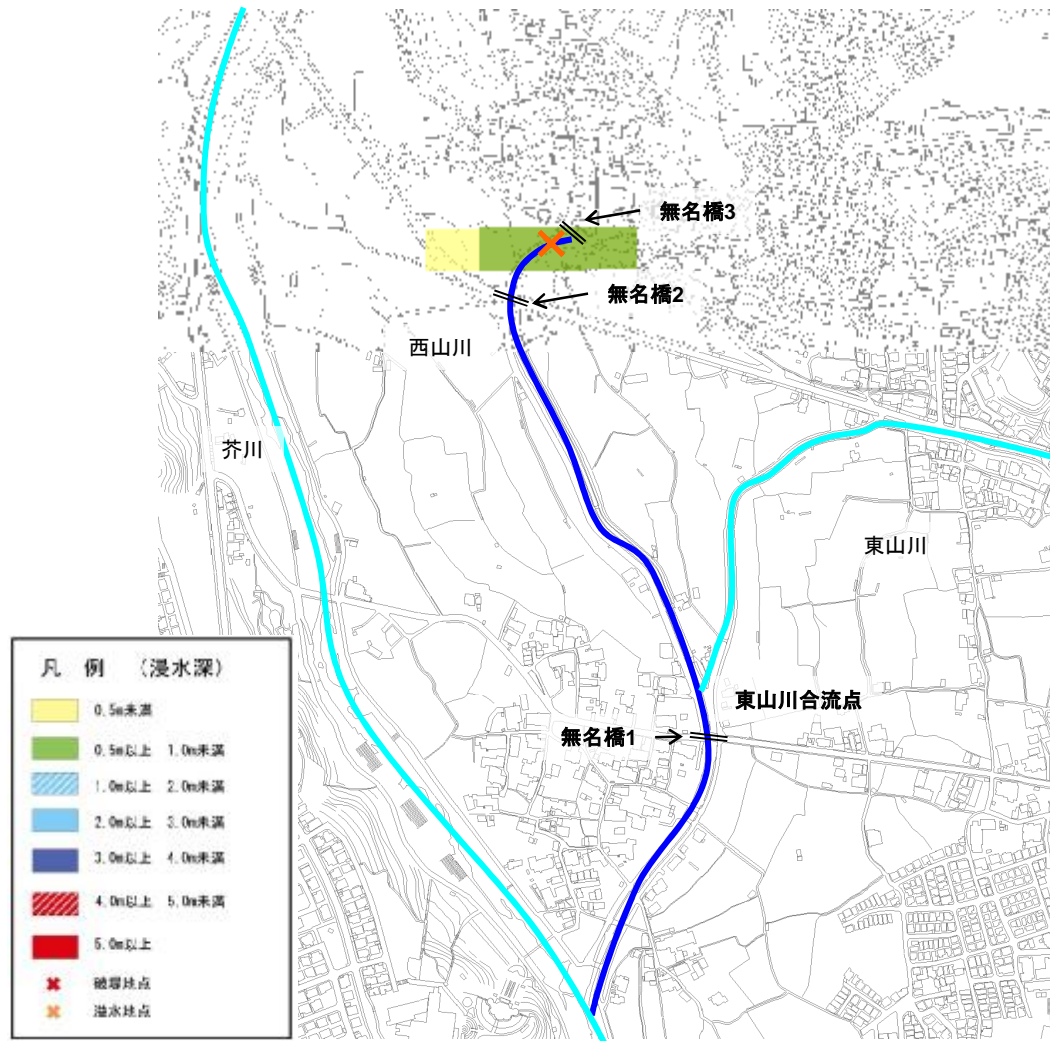 無名橋3
無名橋2
西山川
芥川
東山川
東山川合流点
無名橋1
凡 例 (浸水深)
0.5m未満
0.5m以上 1.0m未満
1.0m以上 2.0m未満
2.0m以上 3.0m未満
3.0m以上 4.0m未満
4.0m以上 5.0m未満
5.0m以上
破堤地点
溢水地点